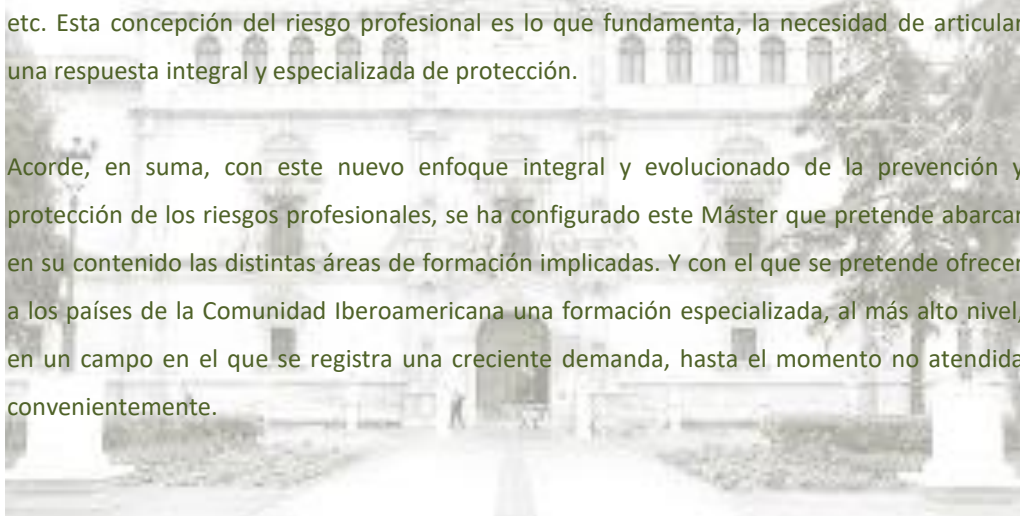 etc. Esta concepción del riesgo profesional es lo que fundamenta, la necesidad de articular
una respuesta integral y especializada de protección.
Acorde, en suma, con este nuevo enfoque integral y evolucionado de la prevención y
protección de los riesgos profesionales, se ha configurado este Máster que pretende abarcar
en su contenido las distintas áreas de formación implicadas. Y con el que se pretende ofrecer
a los países de la Comunidad Iberoamericana una formación especializada, al más alto nivel,
en un campo en el que se registra una creciente demanda, hasta el momento no atendida
convenientemente.